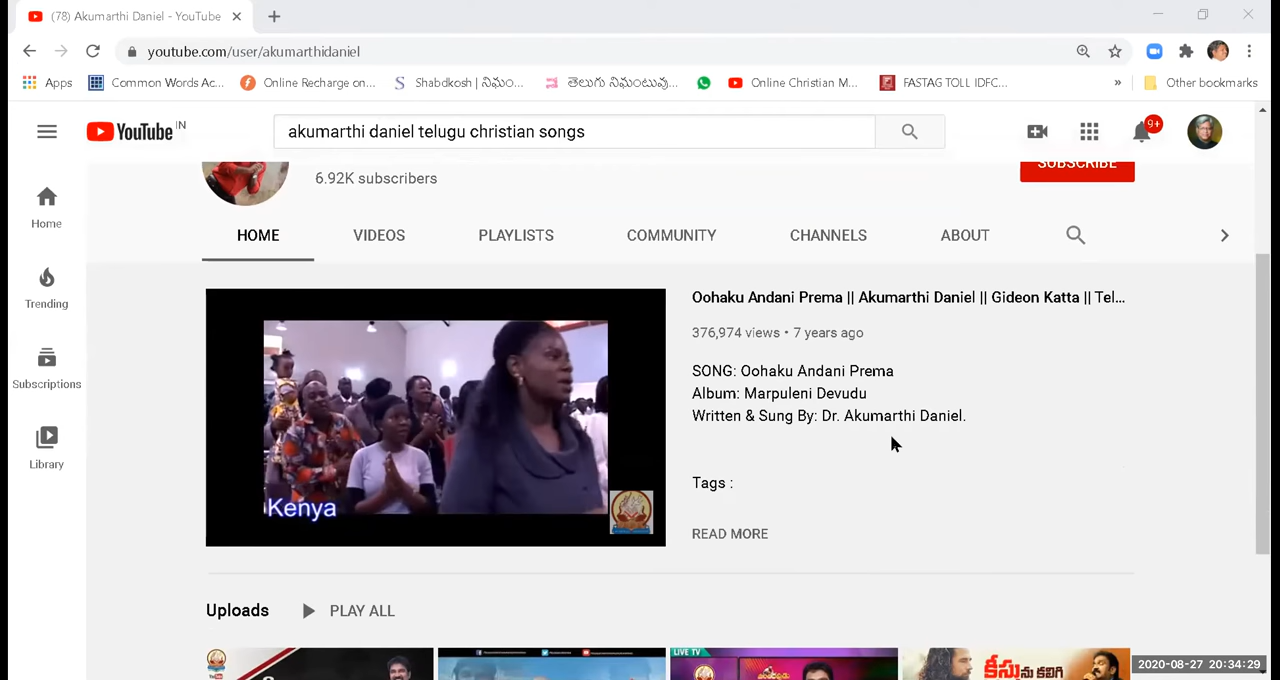 (78) Akumarthi Daniel - YouTube
youtube.com/user/akumarthidaniel
Apps
Common Words Ac...
Online Recharge on...
Shabdkosh | నిఘం...
తెలుగు నిఘంటువు...
Online Christian M...
FASTAG TOLL IDFC...
»
Other bookmarks
YouTube IN
akumarthi daniel telugu christian songs
9+
6.92K subscribers
SUBSCRIBE
Home
Trending
Subscriptions
Library
HOME
VIDEOS
PLAYLISTS
COMMUNITY
CHANNELS
ABOUT
Kenya
Oohaku Andani Prema || Akumarthi Daniel || Gideon Katta || Tel...
376,974 views • 7 years ago
SONG: Oohaku Andani Prema
Album: Marpuleni Devudu
Written & Sung By: Dr. Akumarthi Daniel.
Tags :
READ MORE
Uploads
PLAY ALL
LIVE TV
కీస్తును కలిగి
2020-08-27 20:34:29